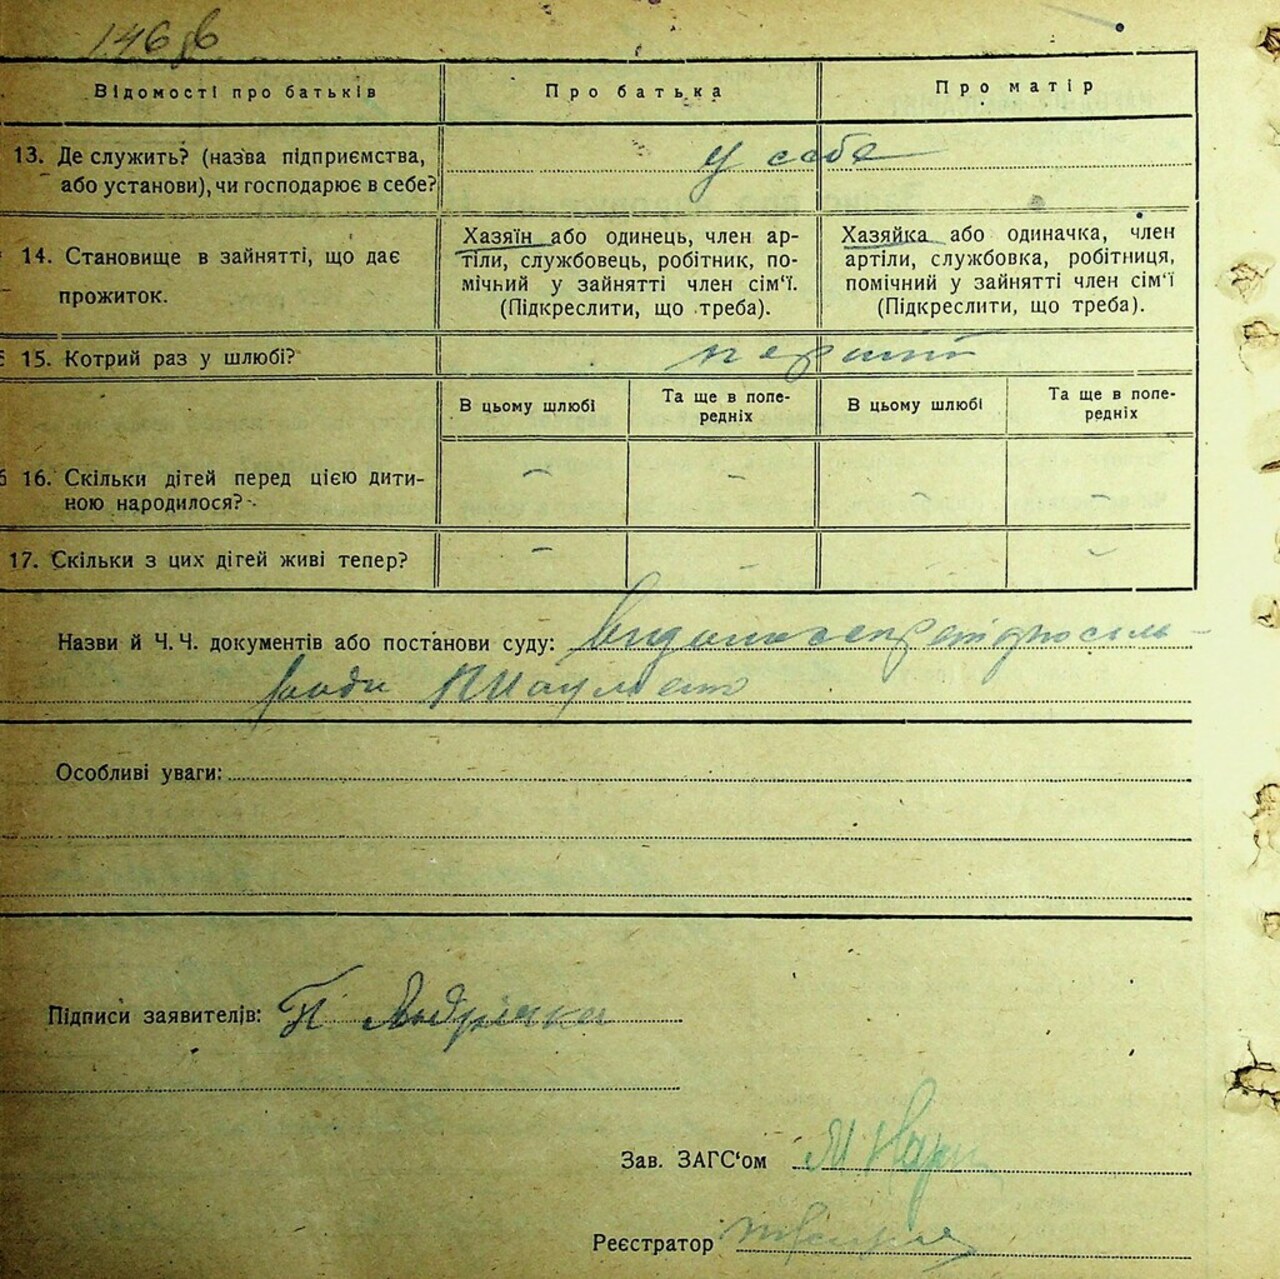 146
Відомості про батьків
Про батька
Про матір
13. Де служить? (назва підприємства,
або установи), чи господарює в себе?
у себе
14. Становище в зайнятті, що дає
прожиток.
Хазяїн або одинець, член ар-
тіли, службовець, робітник, по-
мічний у зайнятті член сім‘ї.
(Підкреслити, що треба).
Хазяйка або одиначка, член
артіли, службовка, робітниця,
помічний у зайнятті член сім‘ї
(Підкреслити, що треба).
15. Котрий раз у шлюбі?
перший
В цьому шлюбі
Та ще в попе-
редніх
В цьому шлюбі
Та ще в попе-
редніх
16. Скільки дітей перед цією дити-
ною народилося?
– – – –
17. Скільки з цих дітей живі тепер?
– – – –
Назви й Ч.Ч. документів або постанови суду:
ради
Особливі уваги:
Підписи заявителів: П
Зав. ЗАГС‘ом
Реєстратор